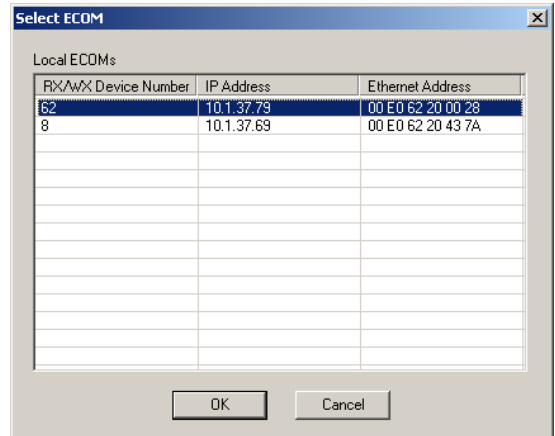 Select ECOM
Local ECOMs
RX/WX Device Number IP Address Ethernet Address
62 10.1.37.79 00 E0 62 20 00 28
8 10.1.37.69 00 E0 62 20 43 7A
OK Cancel